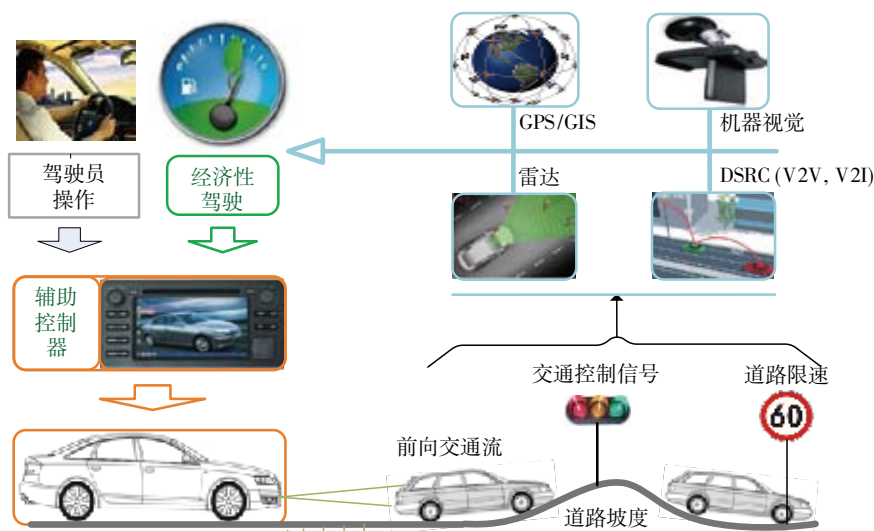 GPS/GIS
机器视觉
驾驶员
操作
经济性
驾驶
雷达
DSRC (V2V, V2I)
辅助
控制
器
交通控制信号
道路限速
60
前向交通流
道路坡度